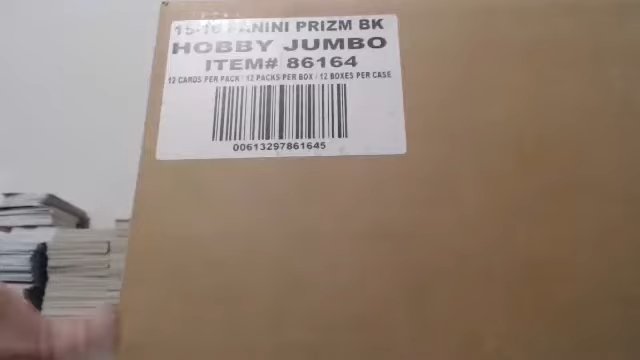 15-16 PANINI PRIZM BK
HOBBY JUMBO
ITEM# 86164
12 CARDS PER PACK / 12 PACKS PER BOX / 12 BOXES PER CASE
00613297861645